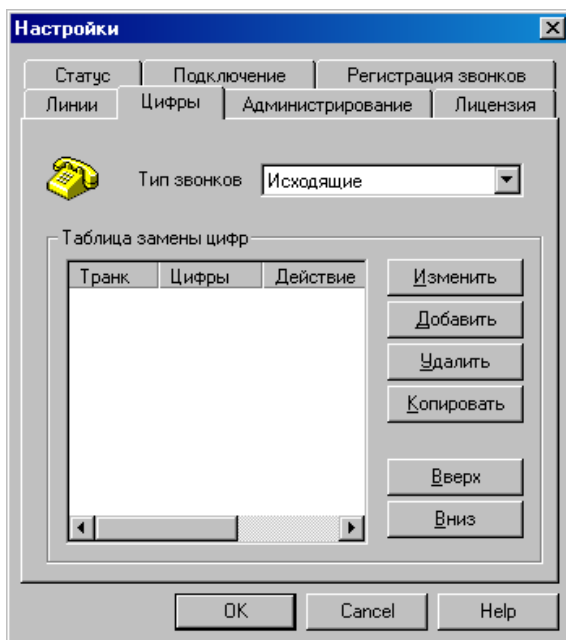 Настройки
Статус Подключение Регистрация звонков
Линии Цифры Администрирование Лицензия
Тип звонков Исходящие
Таблица замены цифр
Транк Цифры Действие
Изменить
Добавить
Удалить
Копировать
Вверх
Вниз
OK Cancel Help